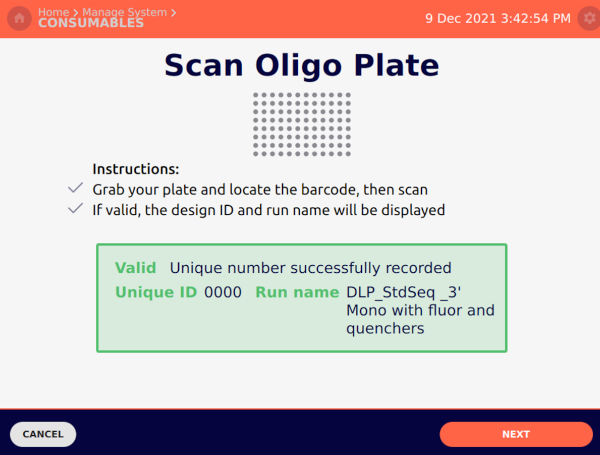 Home > Manage System >
CONSUMABLES
9 Dec 2021 3:42:54 PM
Scan Oligo Plate
Instructions:
Grab your plate and locate the barcode, then scan
If valid, the design ID and run name will be displayed
Valid Unique number successfully recorded
Unique ID 0000 Run name DLP_StdSeq _3'
Mono with fluor and
quenchers
CANCEL
NEXT